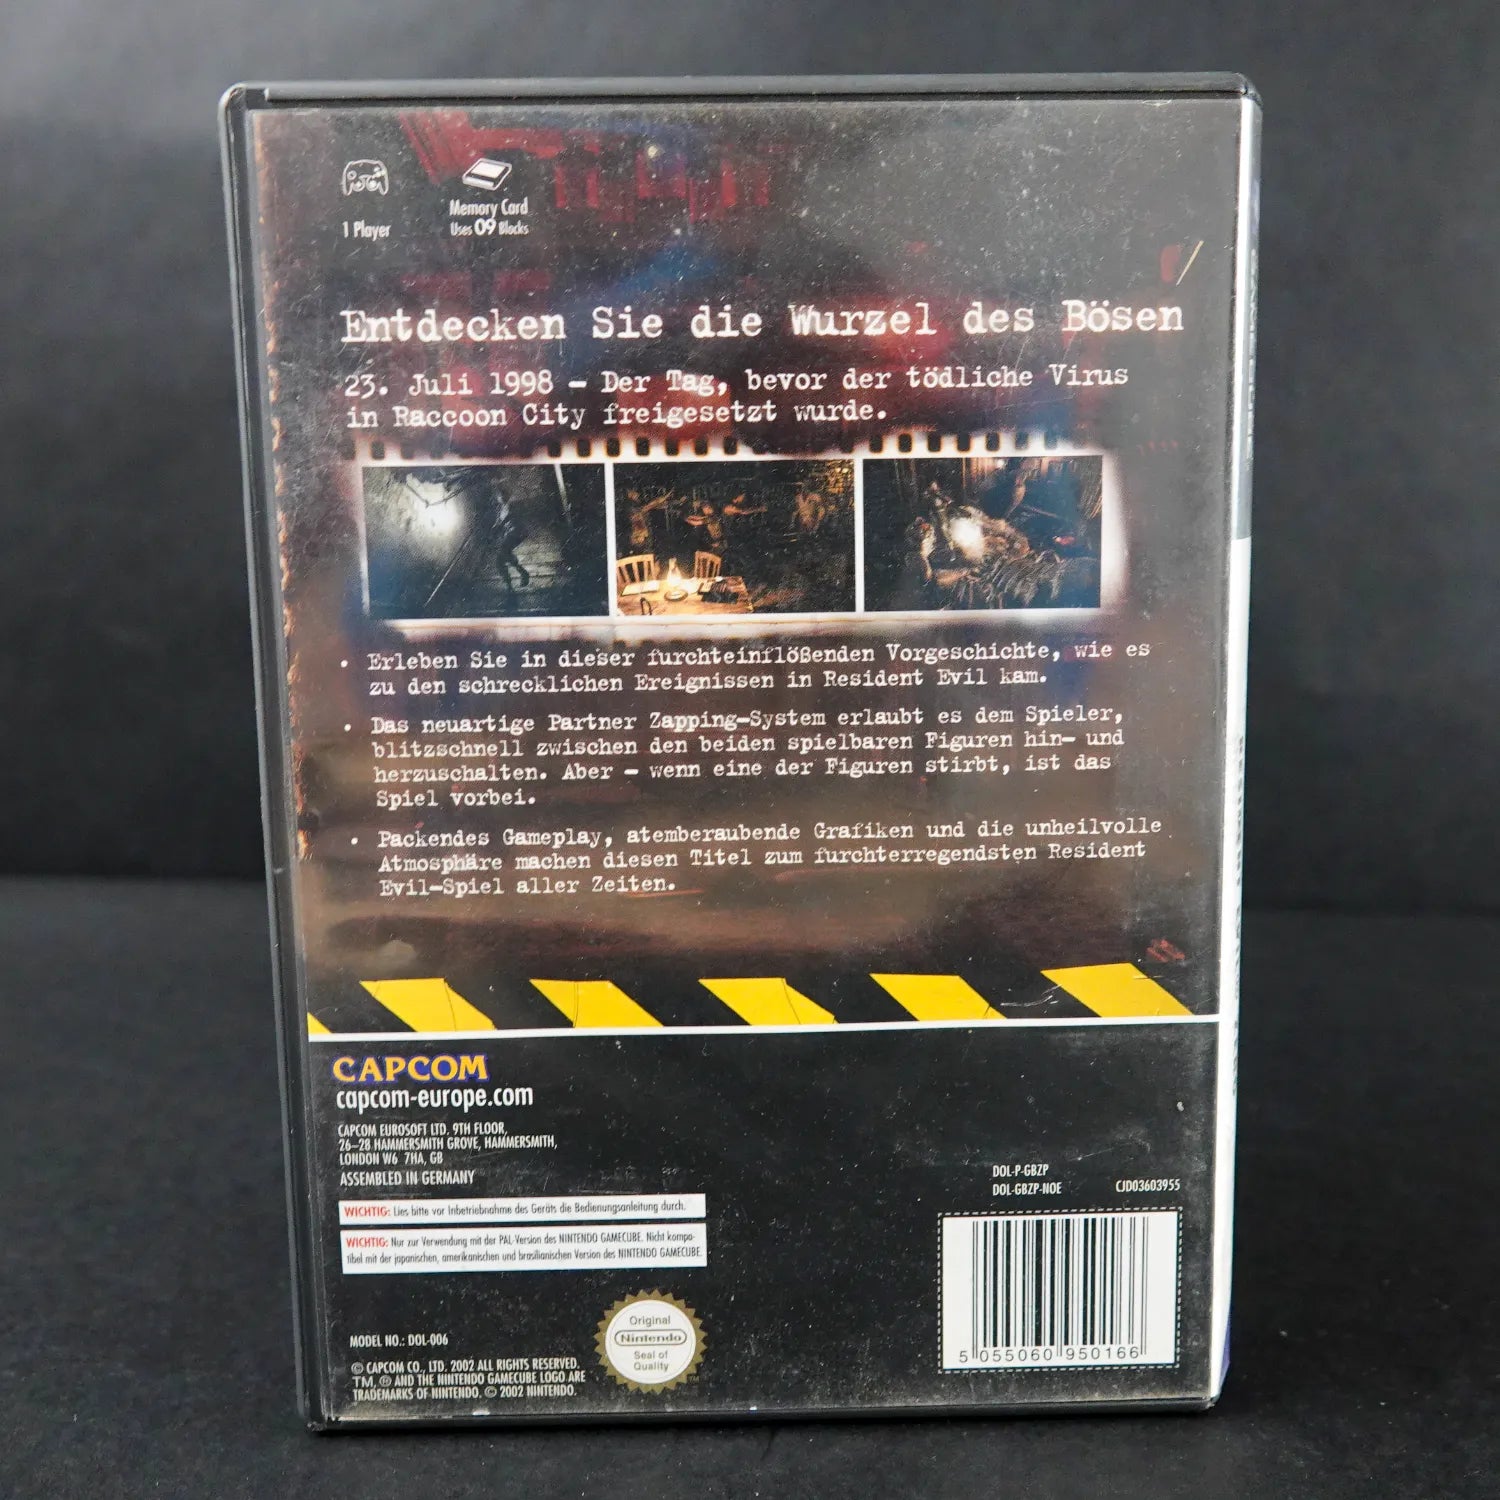 1 Player
Memory Card
Uses 09 Blocks
Entdecken Sie die Wurzel des Bösen
23. Juli 1998 – Der Tag, bevor der tödliche Virus
in Raccoon City freigesetzt wurde.
• Erleben Sie in dieser furchteinflößenden Vorgeschichte, wie es
zu den schrecklichen Ereignissen in Resident Evil kam.
• Das neuartige Partner Zapping-System erlaubt es dem Spieler,
blitzschnell zwischen den beiden spielbaren Figuren hin- und
herzuschalten. Aber – wenn eine der Figuren stirbt, ist das
Spiel vorbei.
• Packendes Gameplay, atemberaubende Grafiken und die unheilvolle
Atmosphäre machen diesen Titel zum furchterregendsten Resident
Evil-Spiel aller Zeiten.
CAPCOM
capcom-europe.com
CAPCOM EUROSOFT LTD. 9TH FLOOR,
26–28 HAMMERSMITH GROVE, HAMMERSMITH,
LONDON W6 7HA, GB
ASSEMBLED IN GERMANY
WICHTIG: Lies bitte vor Inbetriebnahme des Geräts die Bedienungsanleitung durch.
WICHTIG: Nur zur Verwendung mit der PAL-Version des NINTENDO GAMECUBE. Nicht kompa-
tibel mit der japanischen, amerikanischen und brasilianischen Version des NINTENDO GAMECUBE.
MODEL NO.: DOL-006
© CAPCOM CO., LTD. 2002 ALL RIGHTS RESERVED.
TM, ® AND THE NINTENDO GAMECUBE LOGO ARE
TRADEMARKS OF NINTENDO. © 2002 NINTENDO.
Original
Nintendo
Seal of
Quality
TM
DOL-P-GBZP
DOL-GBZP-NOE
CJD03603955
5 055060 950166